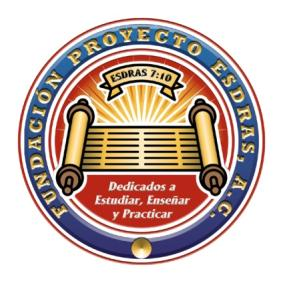 FUNDACIÓN PROYECTO ESDRAS, A.C.
ESDRAS 7:10
Dedicados a
Estudiar, Enseñar
y Practicar